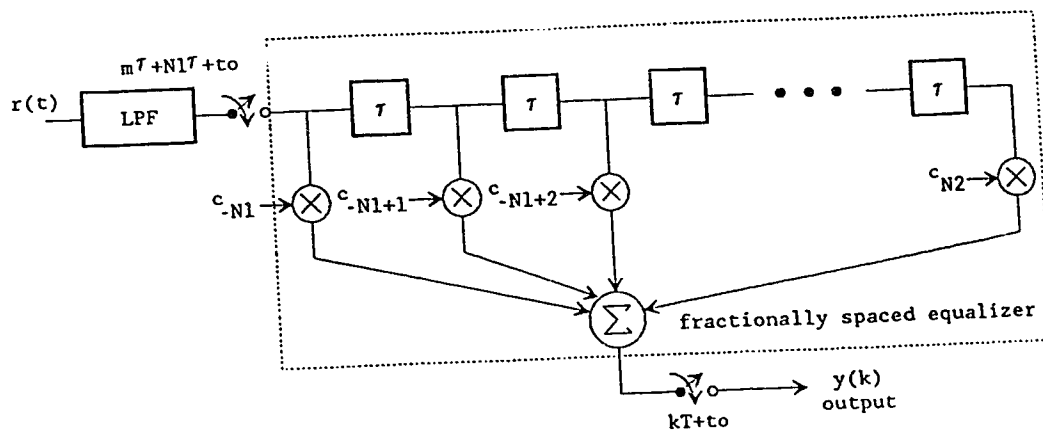 mτ+N1τ+to
r(t)
LPF
τ
τ
τ
τ
c-N1
c-N1+1
c-N1+2
cN2
Σ
fractionally spaced equalizer
y(k)
output
kT+to